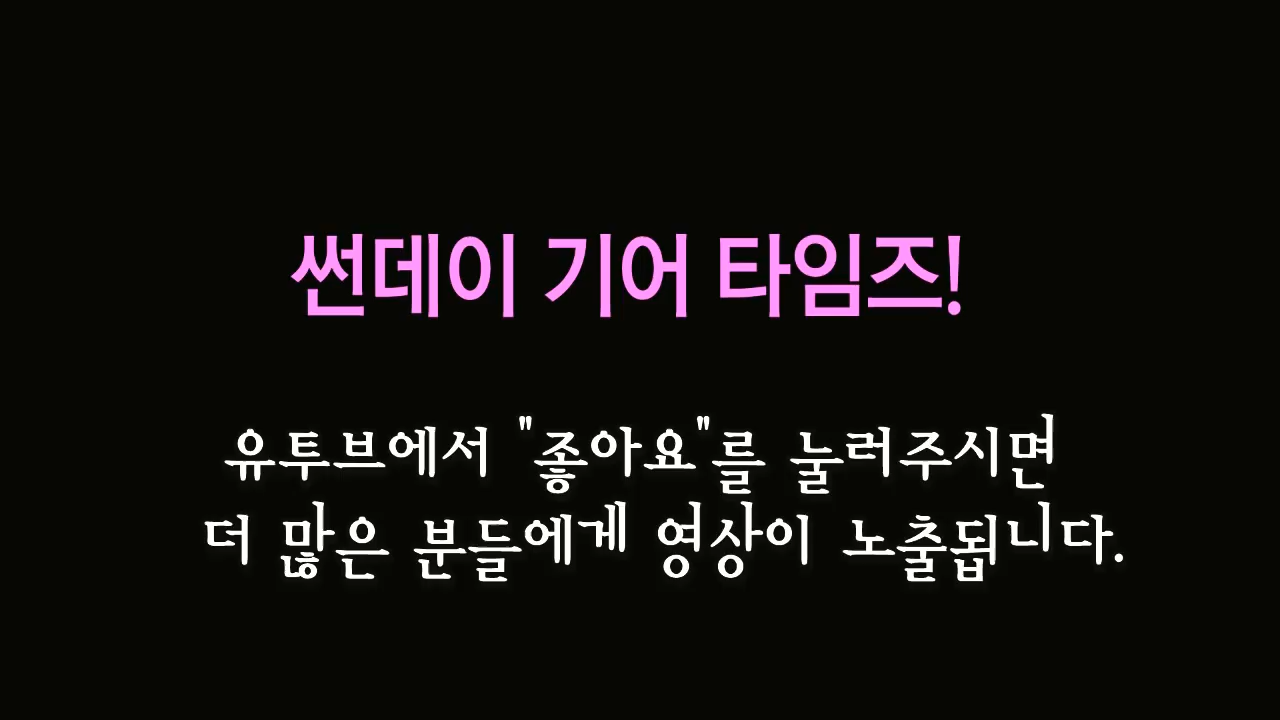 썬데이 기어 타임즈!
유투브에서 "좋아요"를 눌러주시면
더 많은 분들에게 영상이 노출됩니다.